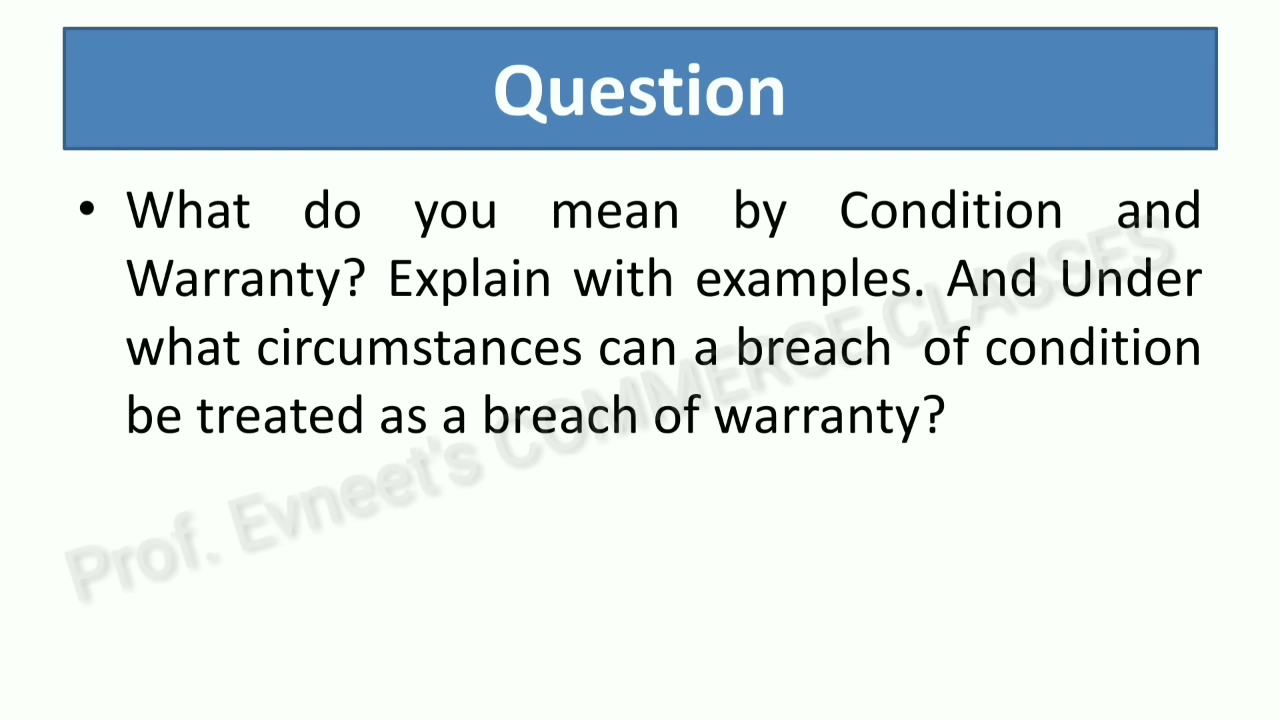 Question
• What do you mean by Condition and
Warranty? Explain with examples. And Under
what circumstances can a breach of condition
be treated as a breach of warranty?
Prof. Evneet's COMMERCE CLASSES